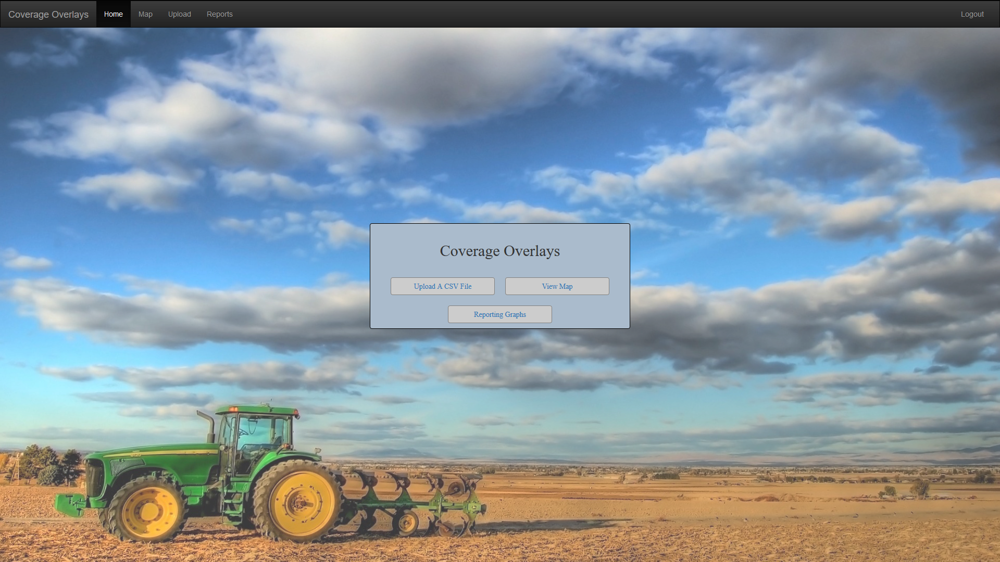 Coverage Overlays Home Map Upload Reports Logout
Coverage Overlays
Upload A CSV File View Map
Reporting Graphs